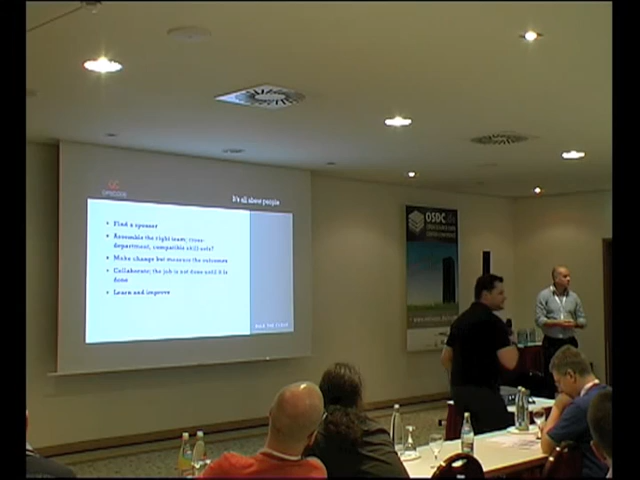 OPSCODE
It's all about people
Find a sponsor
Assemble the right team, cross-
department, compatible skill-sets?
Make change but measure the outcomes
Collaborate, the job is not done until it is
done
Learn and improve
OSDC